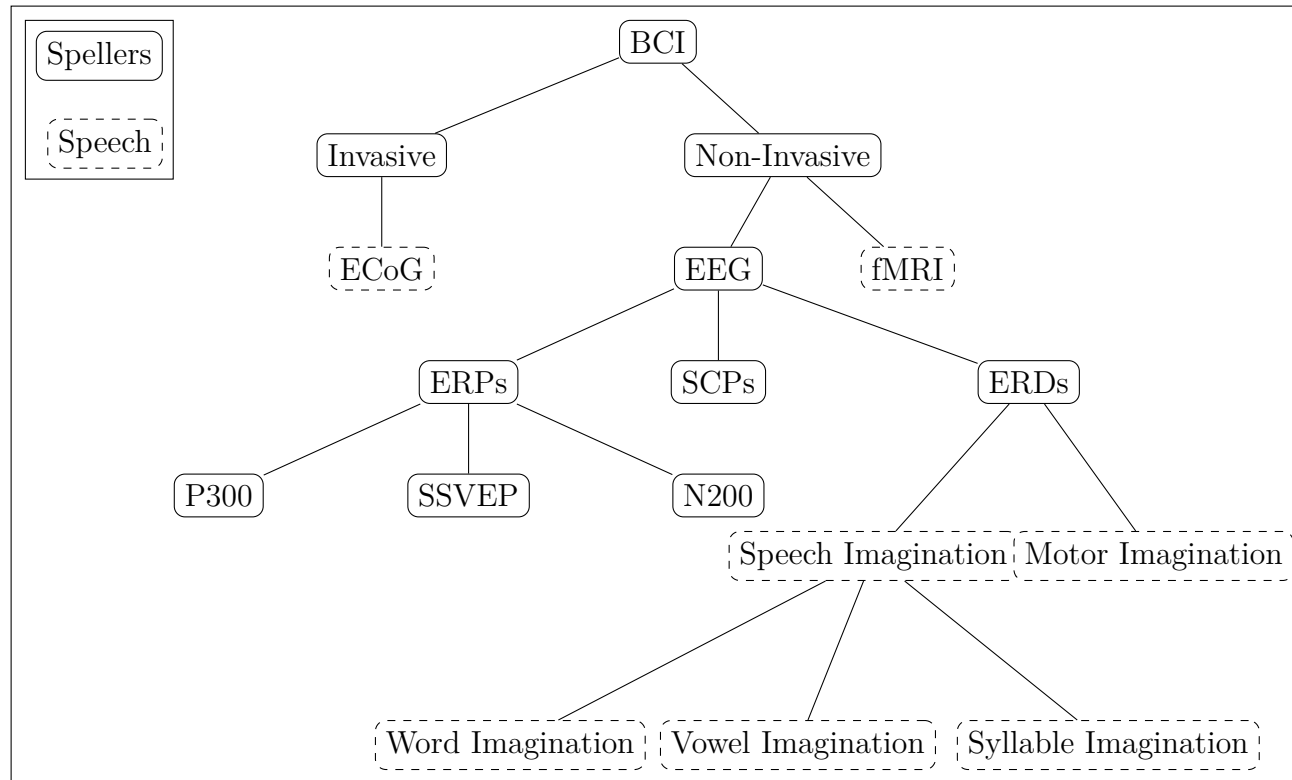 Spellers
Speech
BCI
Invasive
Non-Invasive
ECoG
EEG
fMRI
ERPs
SCPs
ERDs
P300
SSVEP
N200
Speech Imagination
Motor Imagination
Word Imagination
Vowel Imagination
Syllable Imagination